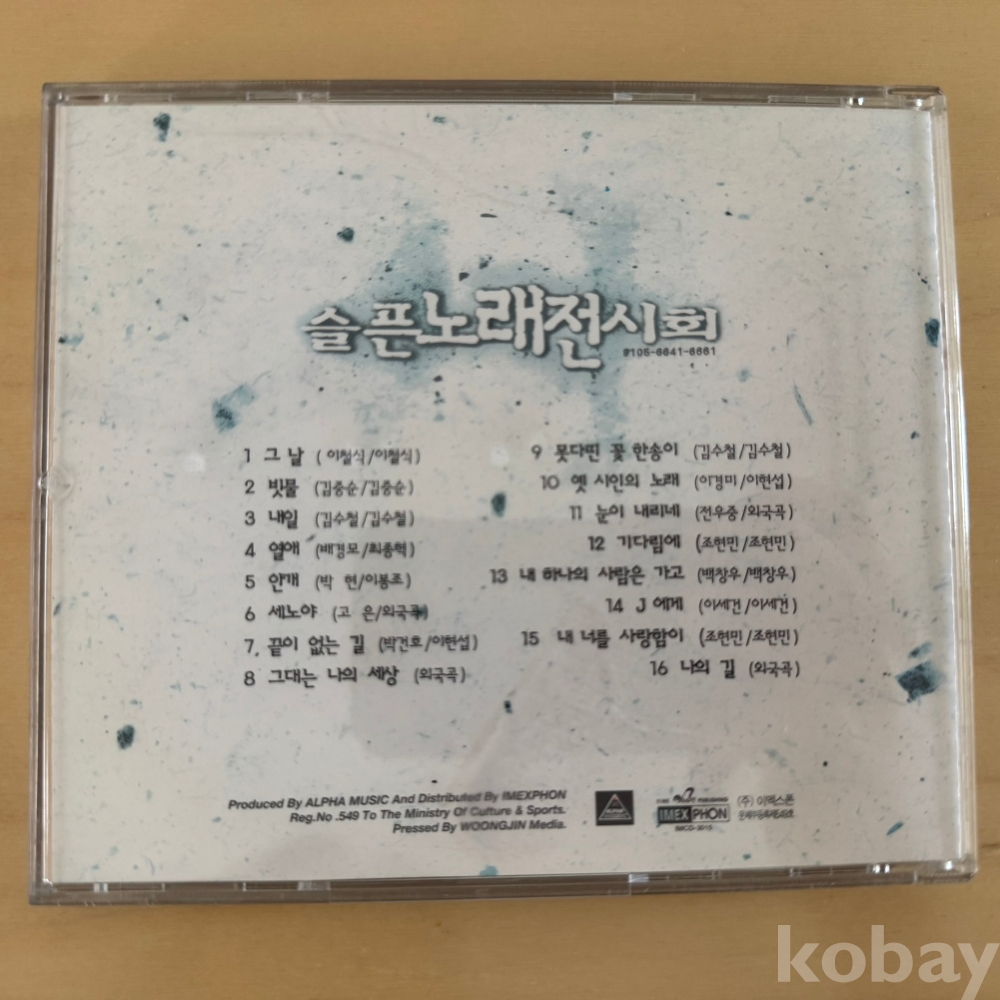 슬픈노래전시회
9105-6641-6661
1 그 날 (이철식/이철식)
2 빗물 (김중순/김중순)
3 내일 (김수철/김수철)
4 열애 (배경모/최종혁)
5 안개 (박 현/이봉조)
6 세노야 (고 은/외국곡)
7, 끝이 없는 길 (박건호/이현섭)
8 그대는 나의 세상 (외국곡)
9 못다핀 꽃 한송이 (김수철/김수철)
10 옛 시인의 노래 (이경미/이현섭)
11 눈이 내리네 (전우중/외국곡)
12 기다림에 (조현민/조현민)
13 내 하나의 사람은 가고 (백창우/백창우)
14 J 에게 (이세건/이세건)
15 내 너를 사랑함이 (조현민/조현민)
16 나의 길 (외국곡)
Produced By ALPHA MUSIC And Distributed By IMEXPHON
Reg.No .549 To The Ministry Of Culture & Sports.
Pressed By WOONGJIN Media.
IMEX PHON
(주) 이멕스폰
kobay